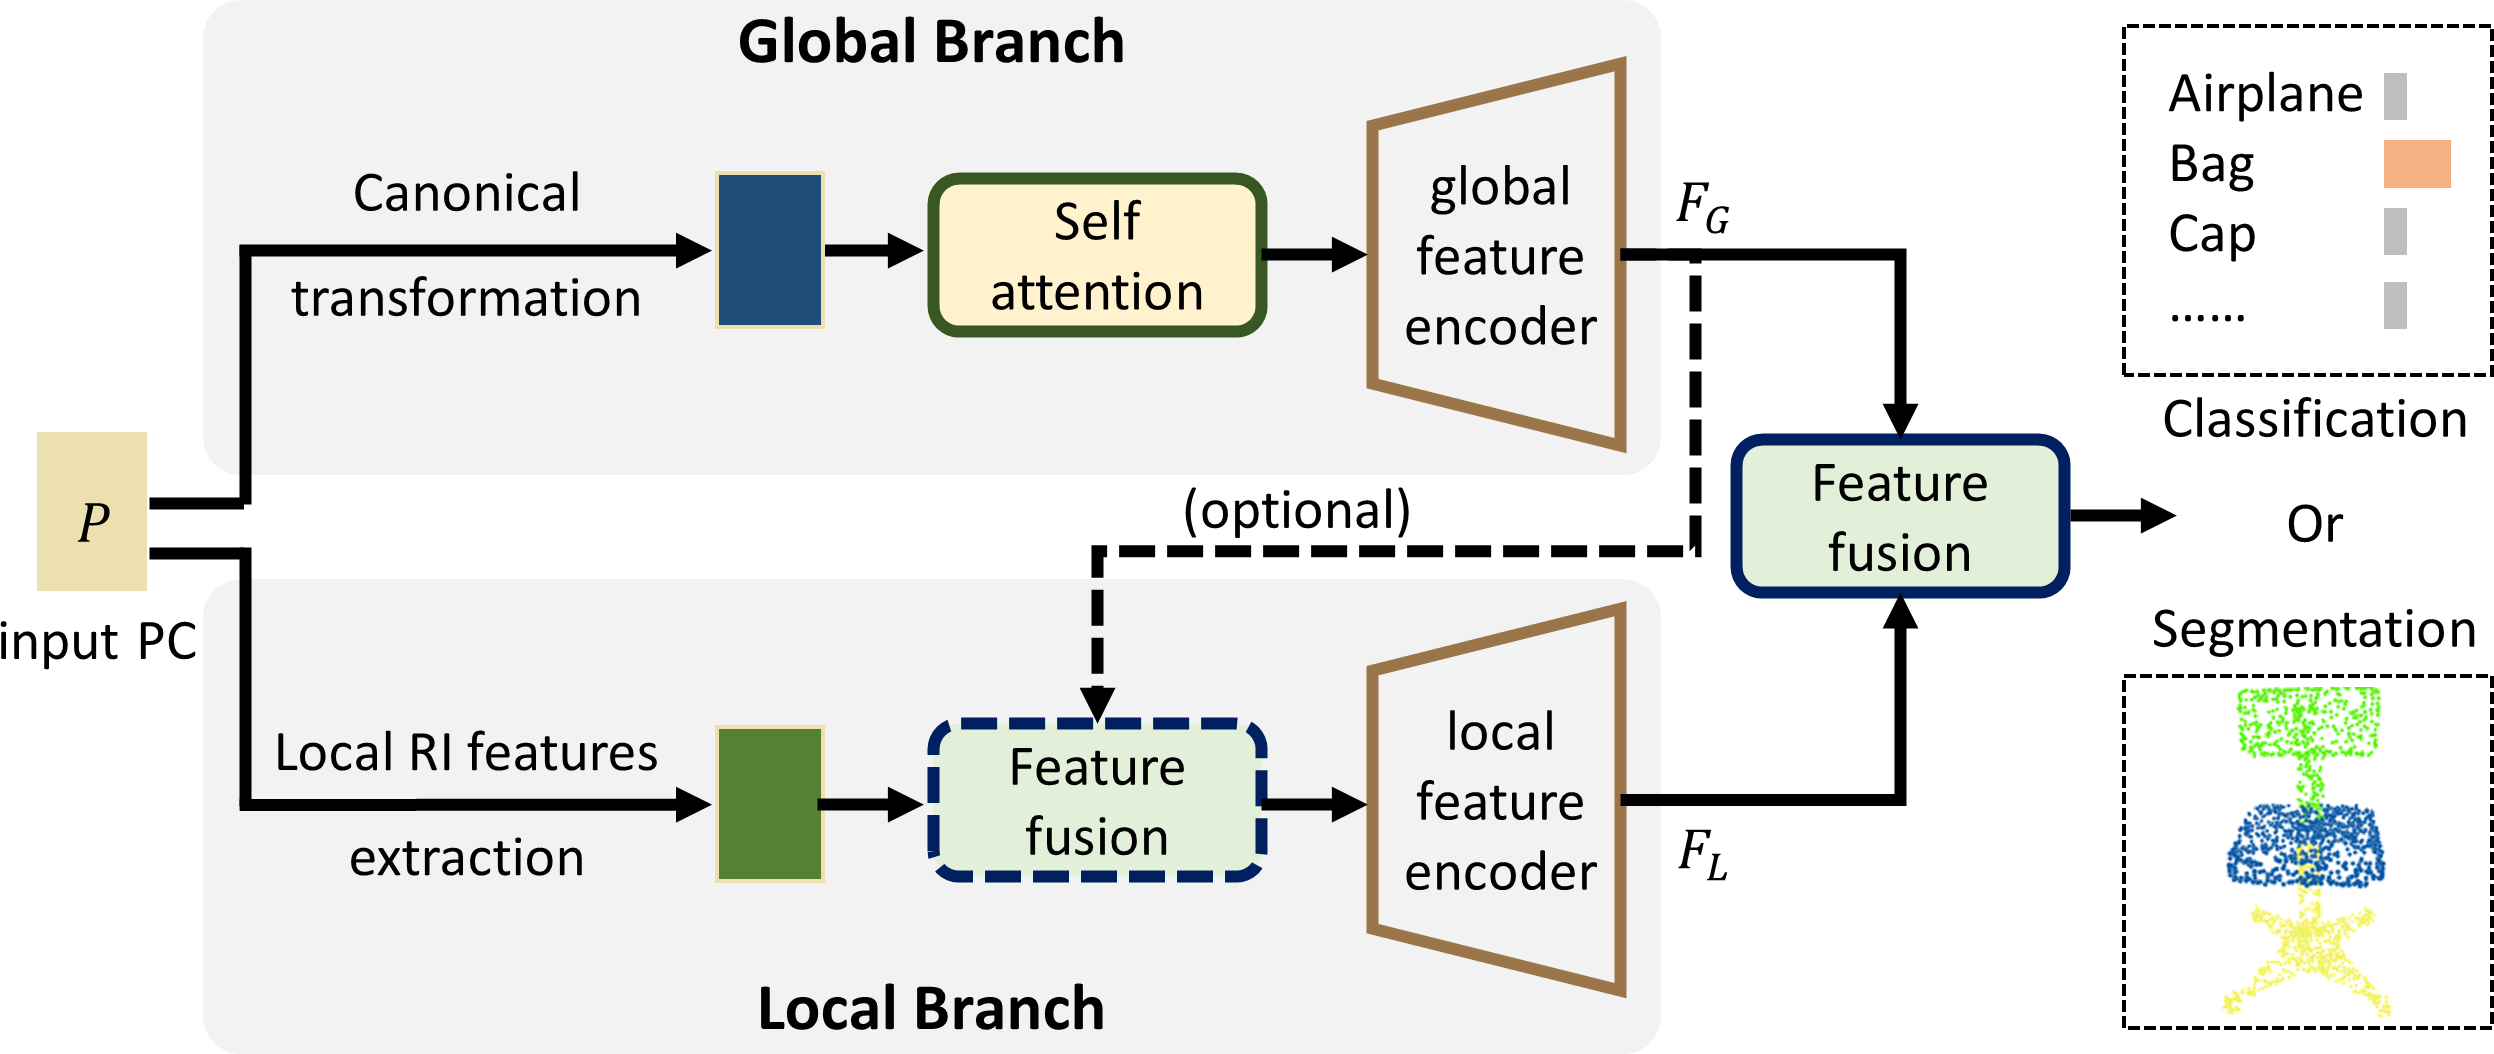 Global Branch
Canonical
transformation
Self
attention
global
feature
encoder
F_G
P
input PC
(optional)
Feature
fusion
Local RI features
extraction
Feature
fusion
local
feature
encoder
F_L
Local Branch
Airplane
Bag
Cap
......
Classification
Or
Segmentation